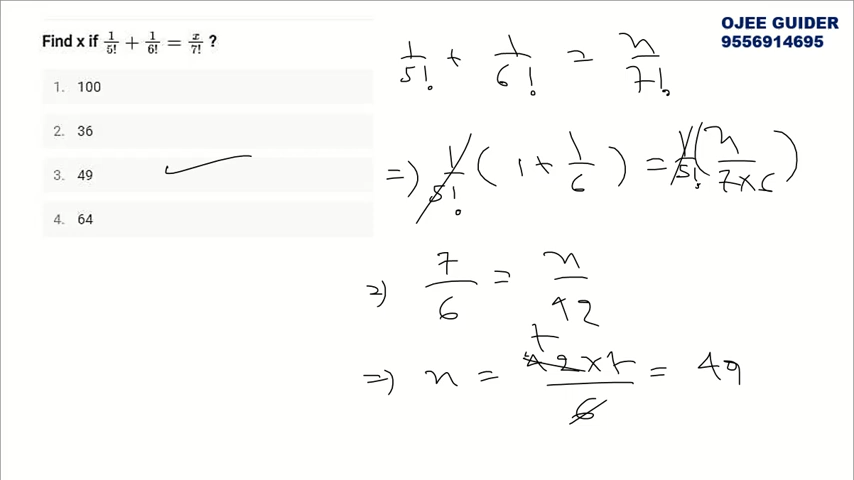 OJEE GUIDER
9556914695
Find x if 1/5! + 1/6! = x/7! ?
1. 100
2. 36
3. 49
4. 64
1/5! + 1/6! = x/7!
=) 1/5! ( 1 + 1/6 ) = 1/5! ( x/7×6 )
=) 7/6 = x/42
=) x = 42×7/6 = 49
7